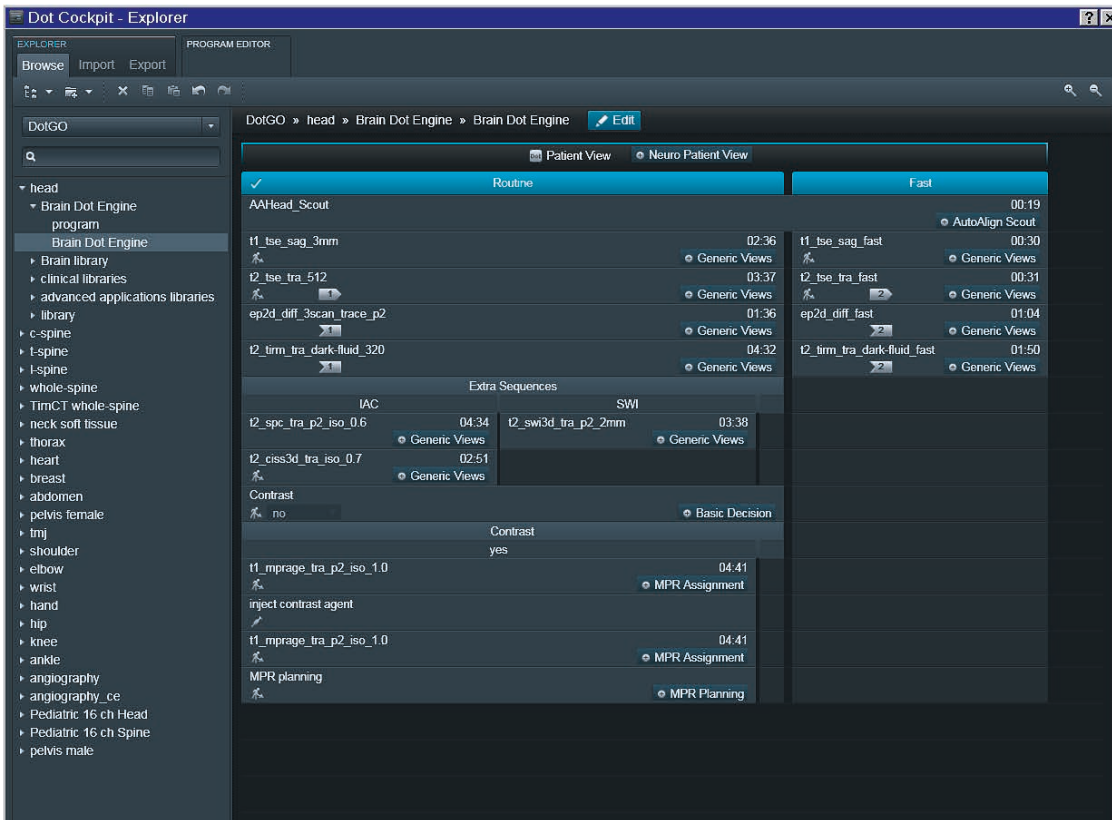 Dot Cockpit - Explorer
EXPLORER
PROGRAM EDITOR
Browse Import Export
DotGO
DotGO » head » Brain Dot Engine » Brain Dot Engine Edit
Dot Patient View Neuro Patient View
head
Brain Dot Engine
program
Brain Dot Engine
Brain library
clinical libraries
advanced applications libraries
library
c-spine
t-spine
l-spine
whole-spine
TimCT whole-spine
neck soft tissue
thorax
heart
breast
abdomen
pelvis female
tmj
shoulder
elbow
wrist
hand
hip
knee
ankle
angiography
angiography_ce
Pediatric 16 ch Head
Pediatric 16 ch Spine
pelvis male
Routine Fast
AAHead_Scout 00:19
AutoAlign Scout
t1_tse_sag_3mm 02:36 t1_tse_sag_fast 00:30
Generic Views Generic Views
t2_tse_tra_512 03:37 t2_tse_tra_fast 00:31
1 Generic Views 2 Generic Views
ep2d_diff_3scan_trace_p2 01:36 ep2d_diff_fast 01:04
1 Generic Views 2 Generic Views
t2_tirm_tra_dark-fluid_320 04:32 t2_tirm_tra_dark-fluid_fast 01:50
1 Generic Views 2 Generic Views
Extra Sequences
IAC SWI
t2_spc_tra_p2_iso_0.6 04:34 t2_swi3d_tra_p2_2mm 03:38
Generic Views Generic Views
t2_ciss3d_tra_iso_0.7 02:51
Generic Views
Contrast
no Basic Decision
Contrast
yes
t1_mprage_tra_p2_iso_1.0 04:41
MPR Assignment
inject contrast agent
t1_mprage_tra_p2_iso_1.0 04:41
MPR Assignment
MPR planning
MPR Planning